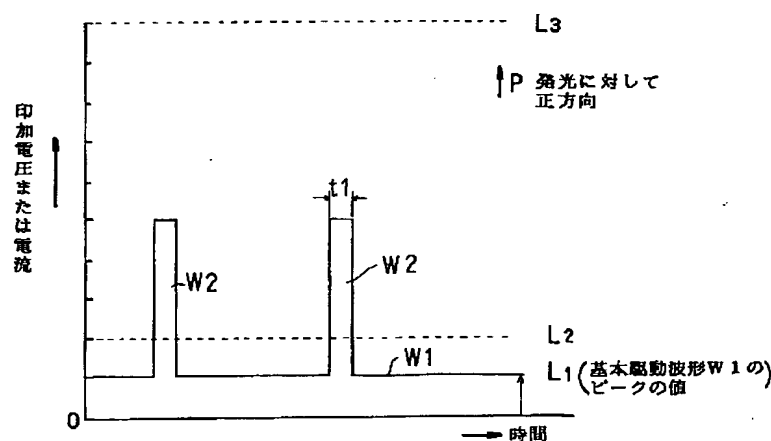 L3
P 発光に対して
正方向
印加電圧または電流
t1
W2
W2
L2
W1
L1(基本駆動波形W1の
ピークの値)
0
時間